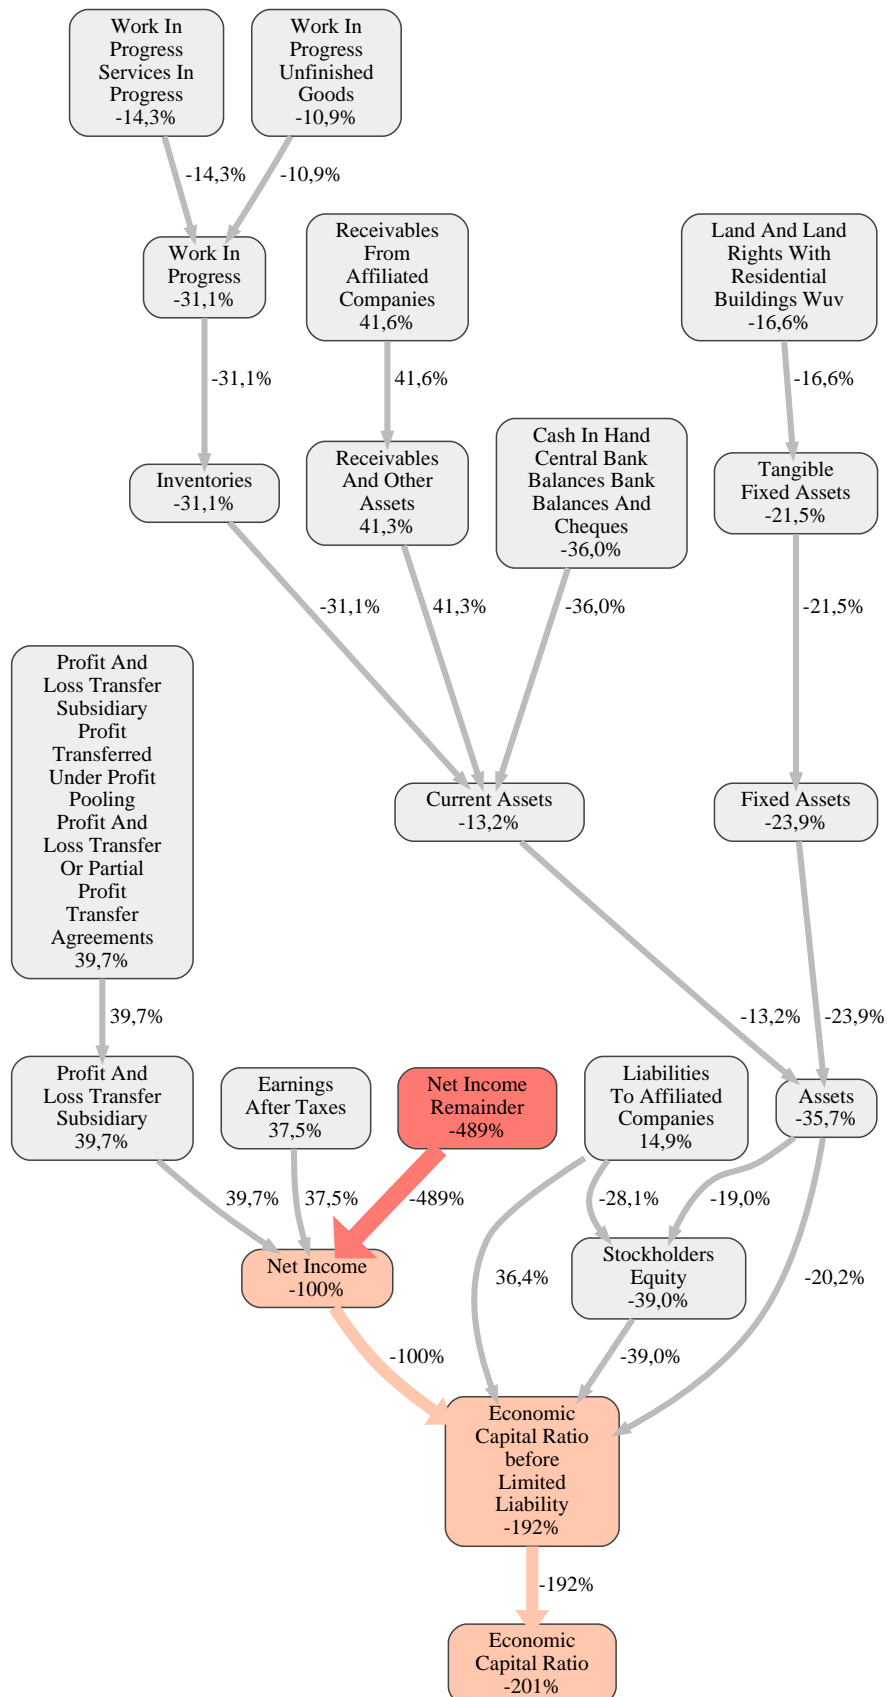 Work In
Progress
Services In
Progress
-14,3%
Work In
Progress
Unfinished
Goods
-10,9%
-14,3%
-10,9%
Work In
Progress
-31,1%
Receivables
From
Affiliated
Companies
41,6%
Land And Land
Rights With
Residential
Buildings Wuv
-16,6%
-31,1%
41,6%
-16,6%
Inventories
-31,1%
Receivables
And Other
Assets
41,3%
Cash In Hand
Central Bank
Balances Bank
Balances And
Cheques
-36,0%
Tangible
Fixed Assets
-21,5%
-31,1%
41,3%
-36,0%
-21,5%
Profit And
Loss Transfer
Subsidiary
Profit
Transferred
Under Profit
Pooling
Profit And
Loss Transfer
Or Partial
Profit
Transfer
Agreements
39,7%
Current Assets
-13,2%
Fixed Assets
-23,9%
39,7%
-13,2%
-23,9%
Profit And
Loss Transfer
Subsidiary
39,7%
Earnings
After Taxes
37,5%
Net Income
Remainder
-489%
Liabilities
To Affiliated
Companies
14,9%
Assets
-35,7%
39,7%
37,5%
-489%
-28,1%
-19,0%
Net Income
-100%
36,4%
Stockholders
Equity
-39,0%
-20,2%
-100%
-39,0%
Economic
Capital Ratio
before
Limited
Liability
-192%
-192%
Economic
Capital Ratio
-201%